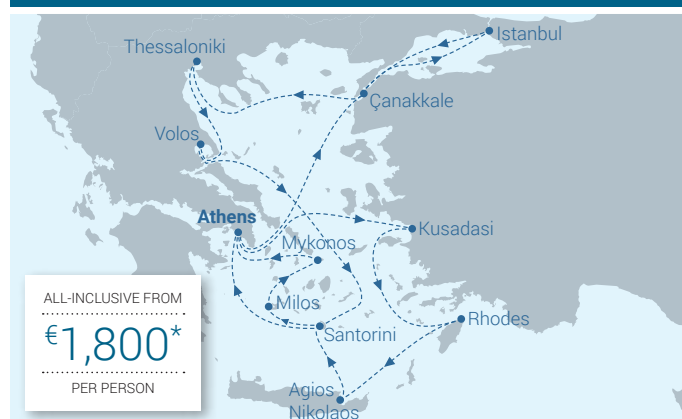 Istanbul
Thessaloniki
Çanakkale
Volos
Athens
Kusadasi
Mykonos
Milos
Rhodes
Santorini
Agios
Nikolaos
ALL-INCLUSIVE FROM
€1,800*
PER PERSON